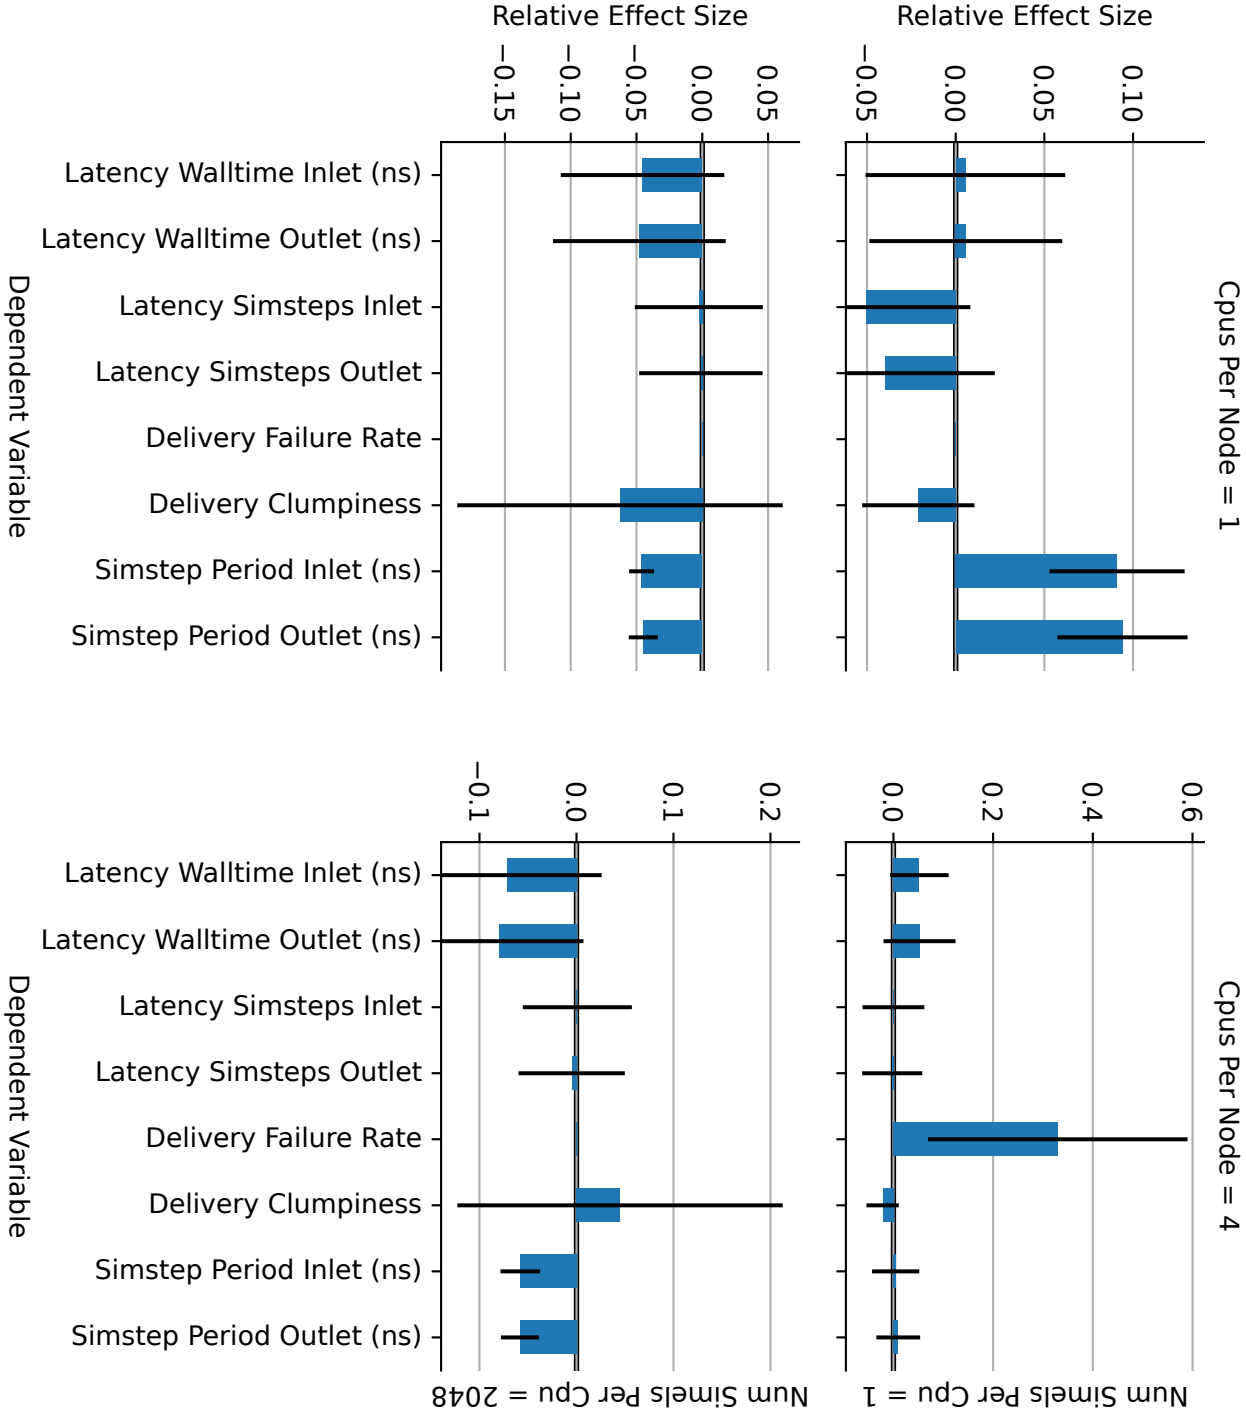 Relative Effect Size
Relative Effect Size
−0.15
−0.10
−0.05
0.00
0.05
−0.05
0.00
0.05
0.10
Latency Walltime Inlet (ns)
Latency Walltime Outlet (ns)
Latency Simsteps Inlet
Latency Simsteps Outlet
Delivery Failure Rate
Delivery Clumpiness
Simstep Period Inlet (ns)
Simstep Period Outlet (ns)
Dependent Variable
Cpus Per Node = 1
−0.1
0.0
0.1
0.2
0.0
0.2
0.4
0.6
Latency Walltime Inlet (ns)
Latency Walltime Outlet (ns)
Latency Simsteps Inlet
Latency Simsteps Outlet
Delivery Failure Rate
Delivery Clumpiness
Simstep Period Inlet (ns)
Simstep Period Outlet (ns)
Dependent Variable
Cpus Per Node = 4
Num Simels Per Cpu = 2048
Num Simels Per Cpu = 1